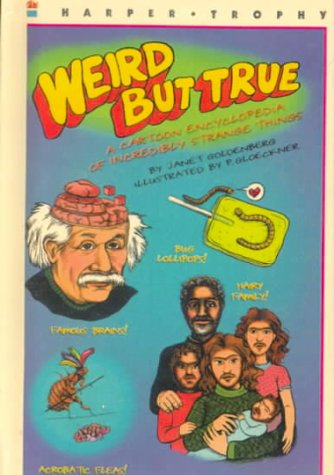 HARPER • TROPHY
WEIRD
BUT TRUE
A CARTOON ENCYCLOPEDIA
OF INCREDIBLY STRANGE THINGS
BY JANET GOLDENBERG
ILLUSTRATED BY P. GLOECKNER
BUG
LOLLIPOPS!
HAIRY
FAMILY!
FAMOUS BRAINS!
ACROBATIC FLEAS!